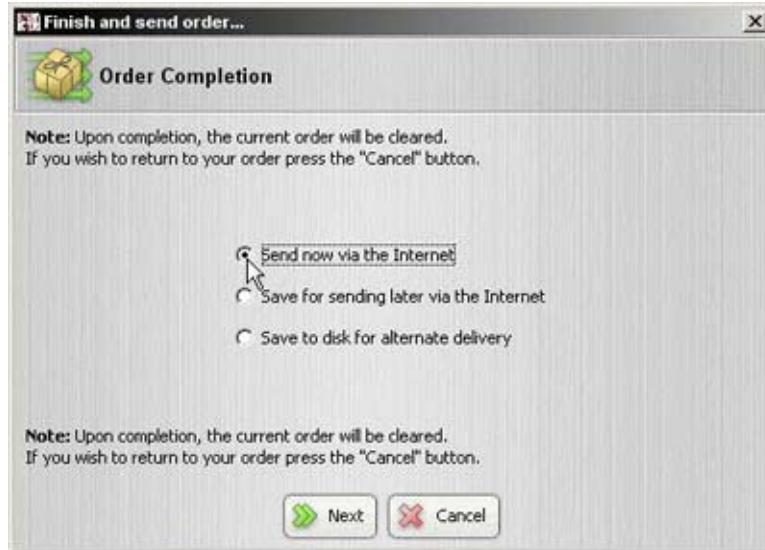 Finish and send order...
Order Completion
Note: Upon completion, the current order will be cleared.
If you wish to return to your order press the "Cancel" button.
Send now via the Internet
Save for sending later via the Internet
Save to disk for alternate delivery
Note: Upon completion, the current order will be cleared.
If you wish to return to your order press the "Cancel" button.
Next Cancel